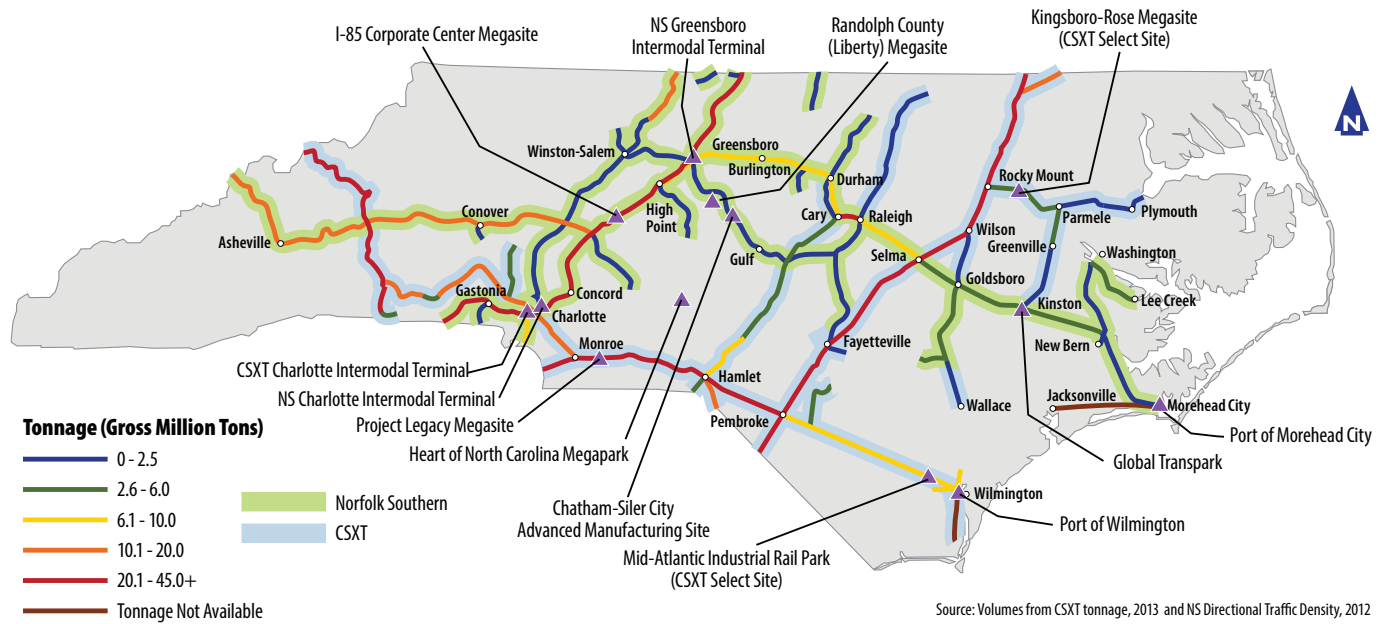 I-85 Corporate Center Megasite
NS Greensboro
Intermodal Terminal
Randolph County
(Liberty) Megasite
Kingsboro-Rose Megasite
(CSXT Select Site)
N
Winston-Salem
Greensboro
Burlington
Durham
Rocky Mount
Parmele
Plymouth
High
Point
Cary
Raleigh
Conover
Asheville
Wilson
Greenville
Washington
Gulf
Selma
Goldsboro
Lee Creek
Gastonia
Concord
Charlotte
Kinston
New Bern
Monroe
Fayetteville
CSXT Charlotte Intermodal Terminal
Hamlet
Wallace
Jacksonville
Morehead City
NS Charlotte Intermodal Terminal
Project Legacy Megasite
Pembroke
Port of Morehead City
Heart of North Carolina Megapark
Global Transpark
Tonnage (Gross Million Tons)
0 - 2.5
2.6 - 6.0
6.1 - 10.0
10.1 - 20.0
20.1 - 45.0+
Tonnage Not Available
Norfolk Southern
CSXT
Chatham-Siler City
Advanced Manufacturing Site
Wilmington
Port of Wilmington
Mid-Atlantic Industrial Rail Park
(CSXT Select Site)
Source: Volumes from CSXT tonnage, 2013 and NS Directional Traffic Density, 2012